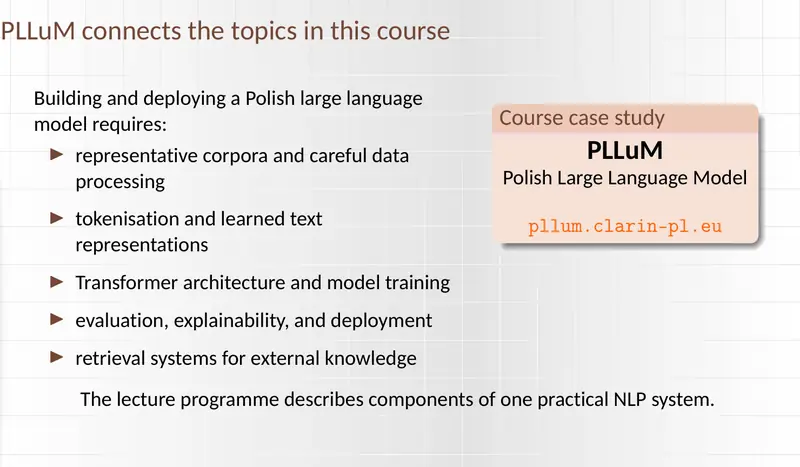 PLLuM connects the topics in this course
Building and deploying a Polish large language
model requires:
representative corpora and careful data
processing
tokenisation and learned text
representations
Transformer architecture and model training
evaluation, explainability, and deployment
retrieval systems for external knowledge
Course case study
PLLuM
Polish Large Language Model
pllum.clarin-pl.eu
The lecture programme describes components of one practical NLP system.